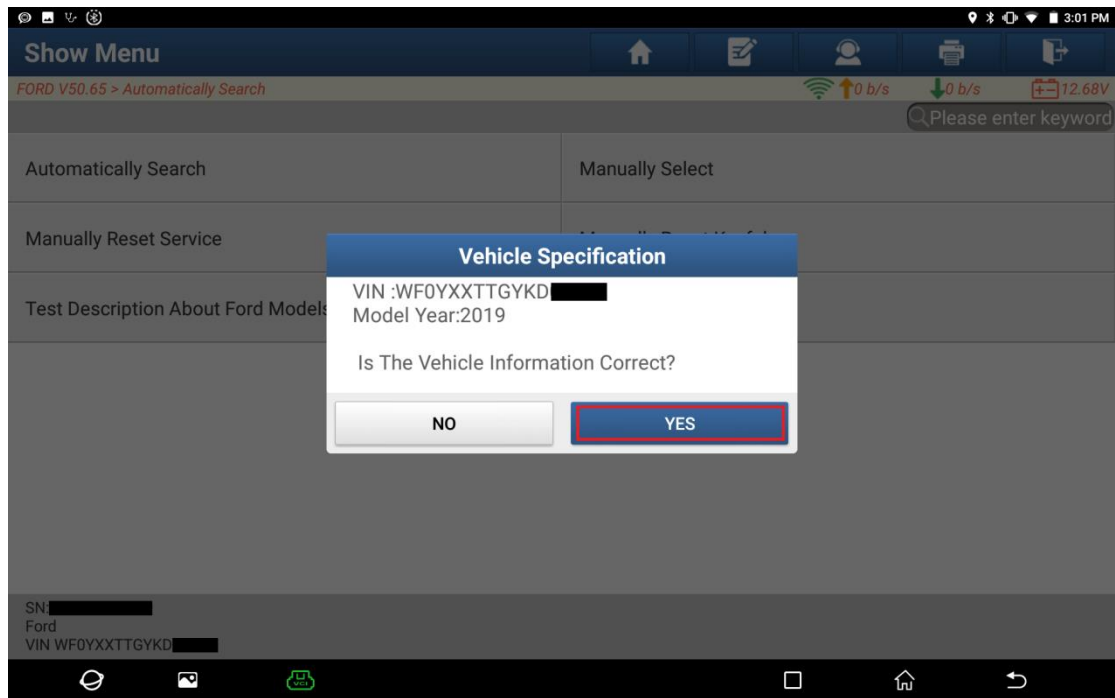 3:01 PM
Show Menu
FORD V50.65 > Automatically Search
0 b/s
0 b/s
12.68V
Please enter keyword
Automatically Search
Manually Select
Manually Reset Service
Test Description About Ford Models
Vehicle Specification
VIN :WF0YXXTTGYKD
Model Year:2019
Is The Vehicle Information Correct?
NO
YES
SN:
Ford
VIN WF0YXXTTGYKD
VCI